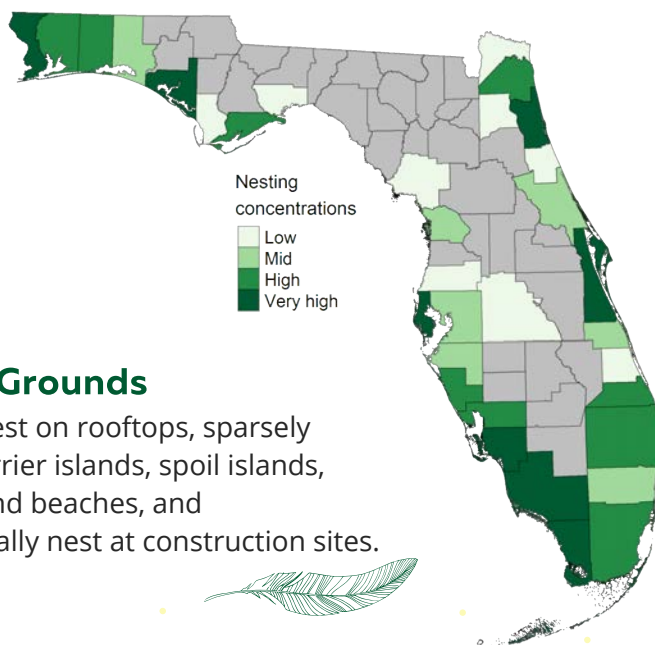 Nesting
concentrations
Low
Mid
High
Very high
Grounds
est on rooftops, sparsely
rier islands, spoil islands,
nd beaches, and
ally nest at construction sites.